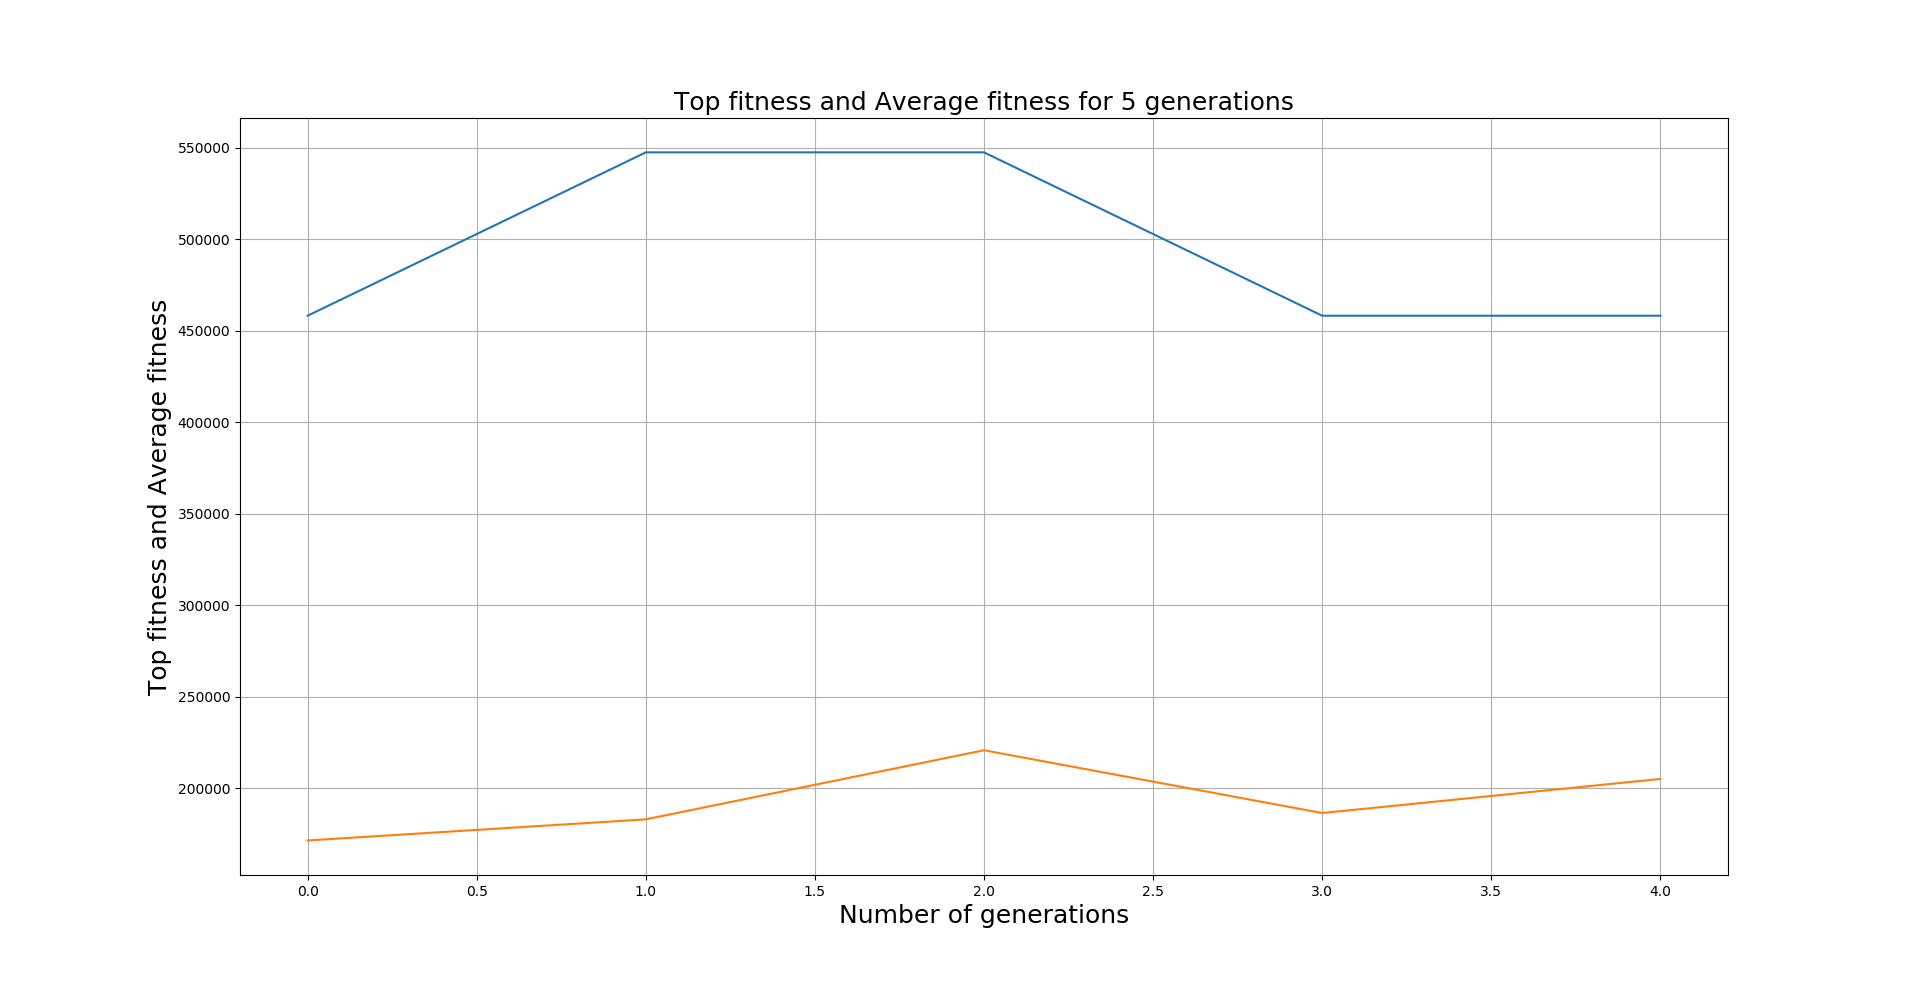 Top fitness and Average fitness for 5 generations
Top fitness and Average fitness
550000
500000
450000
400000
350000
300000
250000
200000
0.0 0.5 1.0 1.5 2.0 2.5 3.0 3.5 4.0
Number of generations